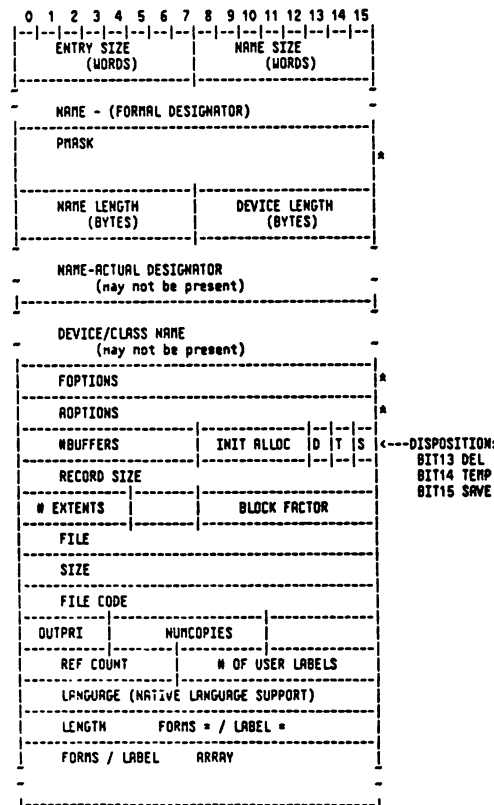 0 1 2 3 4 5 6 7 8 9 10 11 12 13 14 15
ENTRY SIZE NAME SIZE
(WORDS) (WORDS)
NAME - (FORMAL DESIGNATOR)
PMASK
*
NAME LENGTH DEVICE LENGTH
(BYTES) (BYTES)
NAME-ACTUAL DESIGNATOR
(may not be present)
DEVICE/CLASS NAME
(may not be present)
FOPTIONS *
AOPTIONS *
#BUFFERS INIT ALLOC D T S <---DISPOSITION:
BIT13 DEL
RECORD SIZE BIT14 TEMP
# EXTENTS BLOCK FACTOR BIT15 SAVE
FILE
SIZE
FILE CODE
OUTPRI NUMCOPIES
REF COUNT # OF USER LABELS
LANGUAGE (NATIVE LANGUAGE SUPPORT)
LENGTH FORMS = / LABEL =
FORMS / LABEL ARRAY